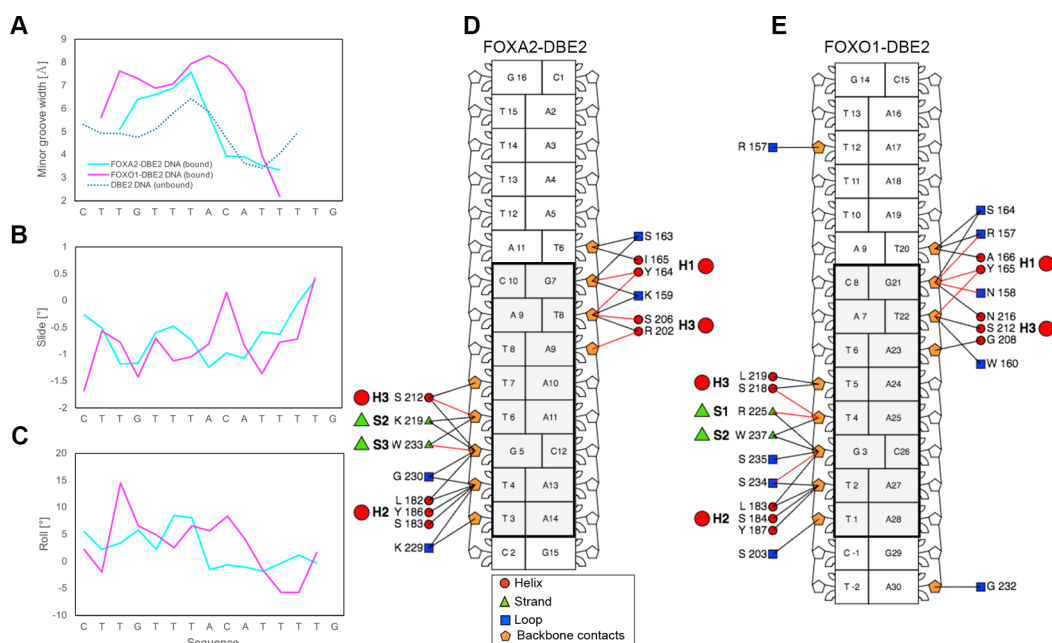 A
Minor groove width [Å]
9
8
7
6
5
4
3
2
FOXA2-DBE2 DNA (bound)
FOXO1-DBE2 DNA (bound)
DBE2 DNA (unbound)
C T T G T T T A C A T T T T G
B
Slide [°]
1
0.5
0
-0.5
-1
-1.5
-2
C T T G T T T A C A T T T T G
C
Roll [°]
20
15
10
5
0
-5
-10
C T T G T T T A C A T T T T G
Sequence
D
FOXA2-DBE2
G 16 C1
T 15 A2
T 14 A3
T 13 A4
T 12 A5
A 11 T6
C 10 G7
A 9 T8
T 8 A9
T 7 A10
T 6 A11
G 5 C12
T 4 A13
T 3 A14
C 2 G15
S 163
I 165
Y 164 H1
K 159
S 206
R 202 H3
H3 S 212
S2 K 219
S3 W 233
G 230
L 182
H2 Y 186
S 183
K 229
Helix
Strand
Loop
Backbone contacts
E
FOXO1-DBE2
G 14 C15
T 13 A16
T 12 A17
T 11 A18
T 10 A19
A 9 T20
C 8 G21
A 7 T22
T 6 A23
T 5 A24
T 4 A25
G 3 C26
T 2 A27
T 1 A28
C -1 G29
T -2 A30
R 157
S 164
R 157
A 166
Y 165 H1
N 158
N 216
S 212 H3
G 208
W 160
L 219
H3 S 218
S1 R 225
S2 W 237
S 235
S 234
L 183
H2 S 184
Y 187
S 203
G 232